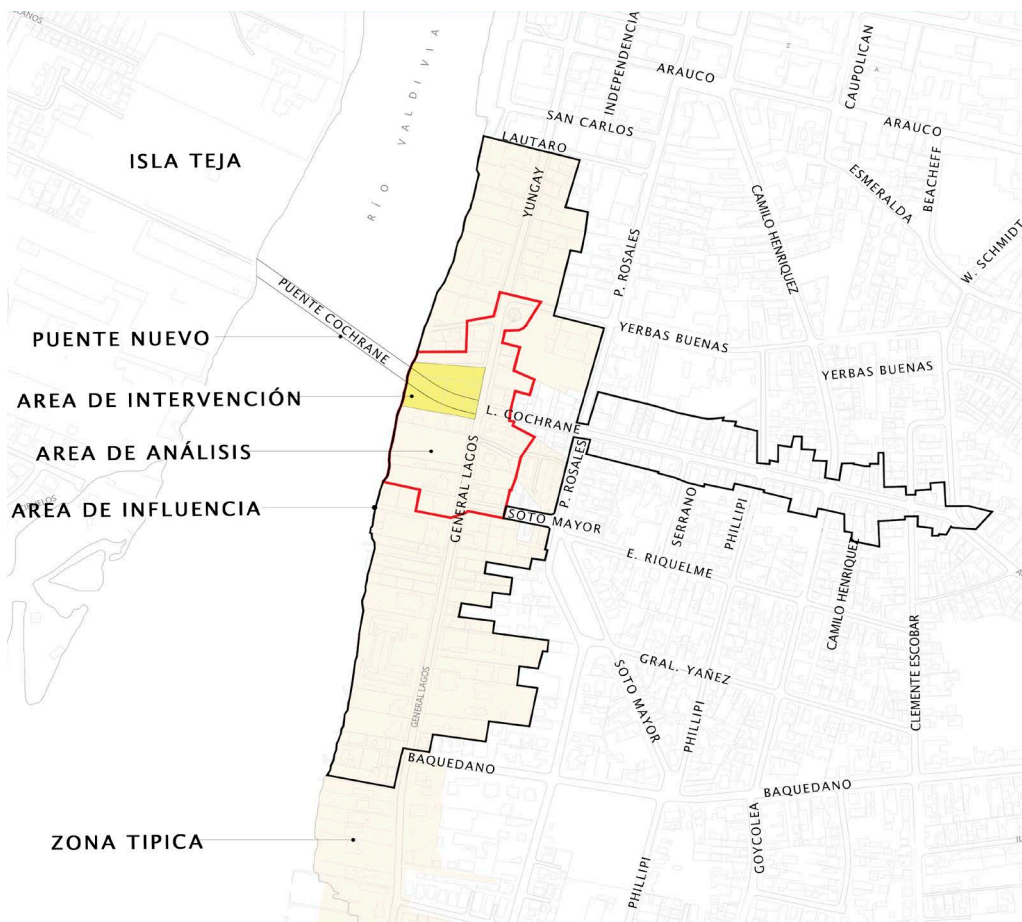 ISLA TEJA
RÍO VALDIVIA
INDEPENDENCIA
ARAUCO
CAUPOLICAN
ARAUCO
SAN CARLOS
LAUTARO
YUNGAY
BEACHEFF
ESMERALDA
CAMILO HENRIQUEZ
W. SCHMIDT
P. ROSALES
PUENTE COCHRANE
YERBAS BUENAS
YERBAS BUENAS
PUENTE NUEVO
AREA DE INTERVENCIÓN
L. COCHRANE
AREA DE ANÁLISIS
GENERAL LAGOS
P. ROSALES
AREA DE INFLUENCIA
SOTO MAYOR
SERRANO
PHILLIPI
E. RIQUELME
CAMILO HENRIQUEZ
CLEMENTE ESCOBAR
GRAL. YAÑEZ
GENERAL LAGOS
SOTO MAYOR
PHILLIPI
BAQUEDANO
BAQUEDANO
GOYCOLEA
ZONA TIPICA
PHILLIPI